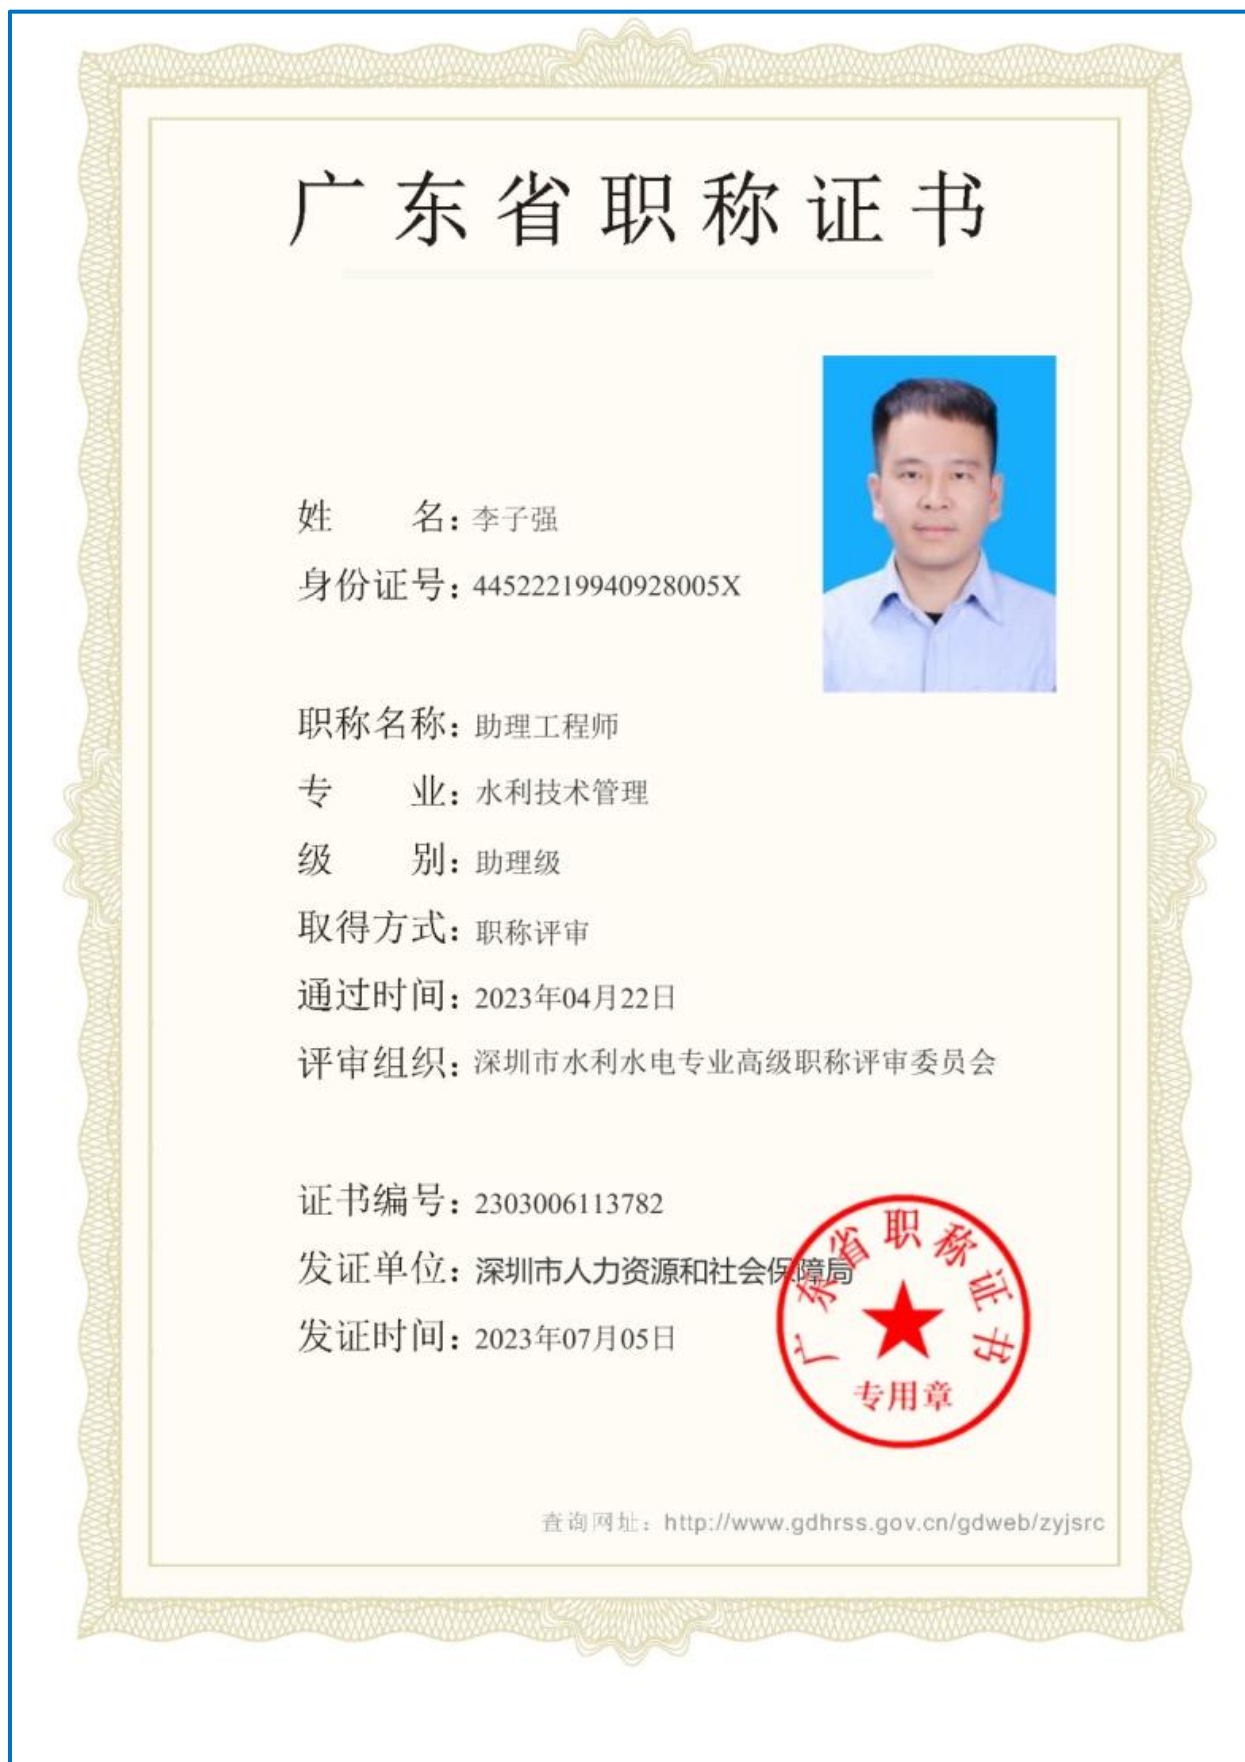 广东省职称证书
姓 名：李子强
身份证号：44522219940928005X
职称名称：助理工程师
专 业：水利技术管理
级 别：助理级
取得方式：职称评审
通过时间：2023年04月22日
评审组织：深圳市水利水电专业高级职称评审委员会
证书编号：2303006113782
发证单位：深圳市人力资源和社会保障局
发证时间：2023年07月05日
广东省职称证书
专用章
查询网址：http://www.gdhrss.gov.cn/gdweb/zyjsrc